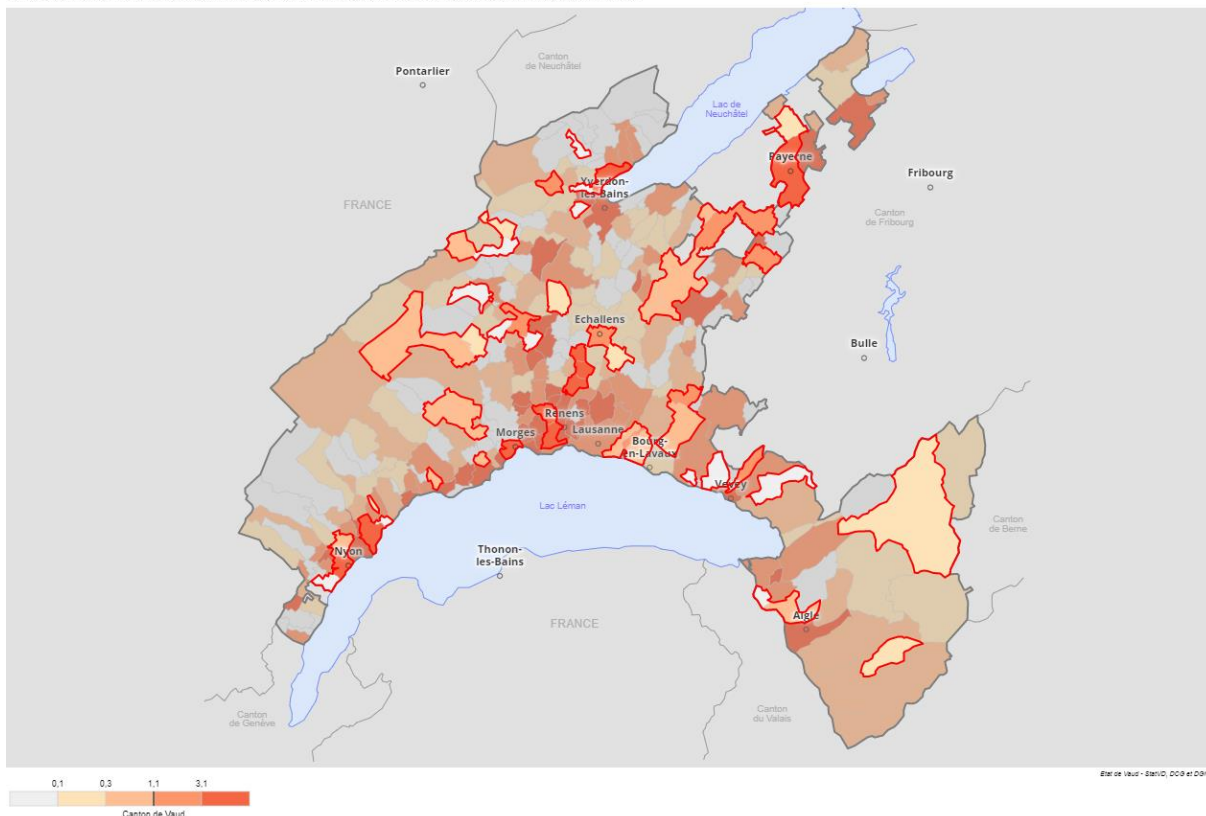 Canton
de Neuchâtel
Pontarlier
Lac de
Neuchâtel
Payerne
Fribourg
FRANCE
Yverdon-
les-Bains
Canton
de Fribourg
Echallens
Bulle
Renens
Morges
Lausanne
Bourg-
en-Lavaux
Vevey
Lac Léman
Canton
de Berne
Nyon
Thonon-
les-Bains
Aigle
FRANCE
Canton
de Genève
Canton
du Valais
Etat de Vaud - StatVD, DCG et DGN
0,1 0,3 1,1 3,1
Canton de Vaud